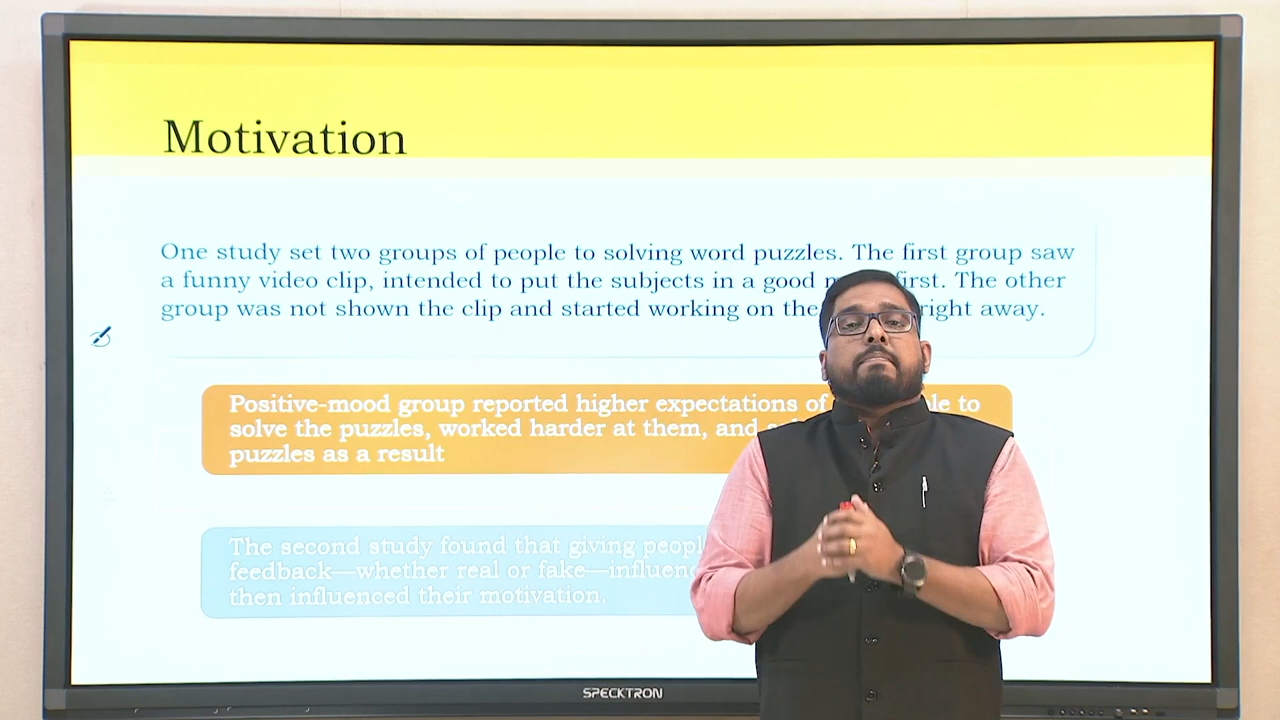 Motivation
One study set two groups of people to solving word puzzles. The first group saw
a funny video clip, intended to put the subjects in a good first. The other
group was not shown the clip and started working on the right away.
Positive-mood group reported higher expectations of to
solve the puzzles, worked harder at them, and
puzzles as a result
The second study found that giving
feedback—whether real or fake—
then influenced their motivation.
SPECKTRON